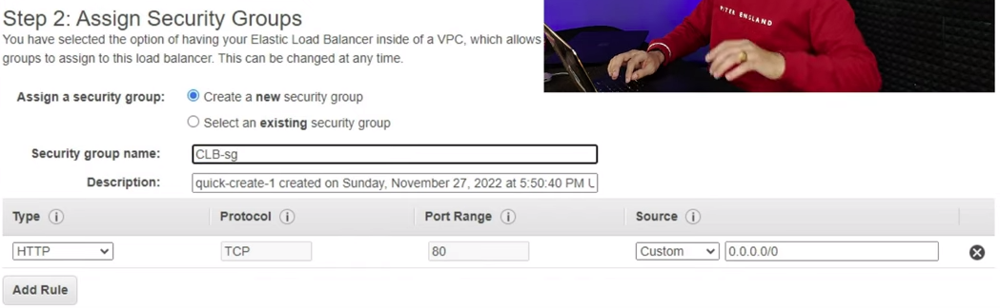 Step 2: Assign Security Groups
You have selected the option of having your Elastic Load Balancer inside of a VPC, which allows
groups to assign to this load balancer. This can be changed at any time.
PETER ENGLAND
Assign a security group: Create a new security group
Select an existing security group
Security group name: CLB-sg
Description: quick-create-1 created on Sunday, November 27, 2022 at 5:50:40 PM U
Type i Protocol i Port Range i Source i
HTTP TCP 80 Custom 0.0.0.0/0
Add Rule